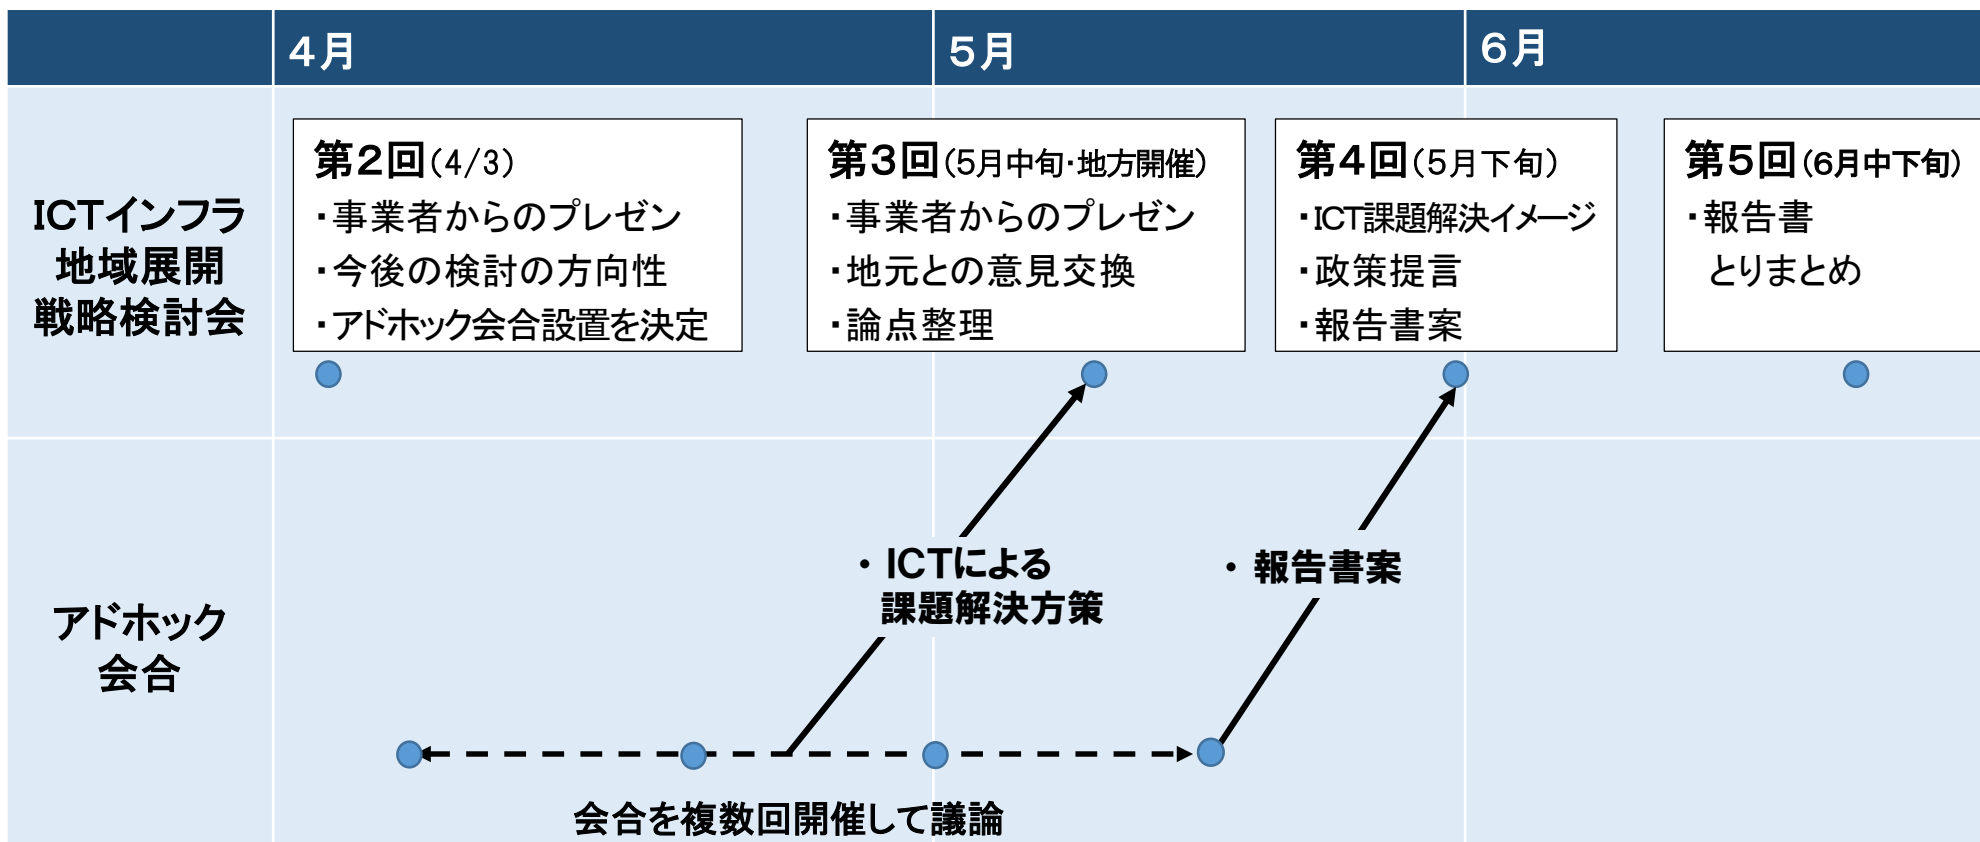 ４月
５月
６月
ICTインフラ
地域展開
戦略検討会
第２回(4/3)
・事業者からのプレゼン
・今後の検討の方向性
・アドホック会合設置を決定
第３回(5月中旬・地方開催)
・事業者からのプレゼン
・地元との意見交換
・論点整理
第４回(5月下旬)
・ICT課題解決イメージ
・政策提言
・報告書案
第５回(6月中下旬)
・報告書
とりまとめ
アドホック
会合
・ICTによる
課題解決方策
・報告書案
会合を複数回開催して議論